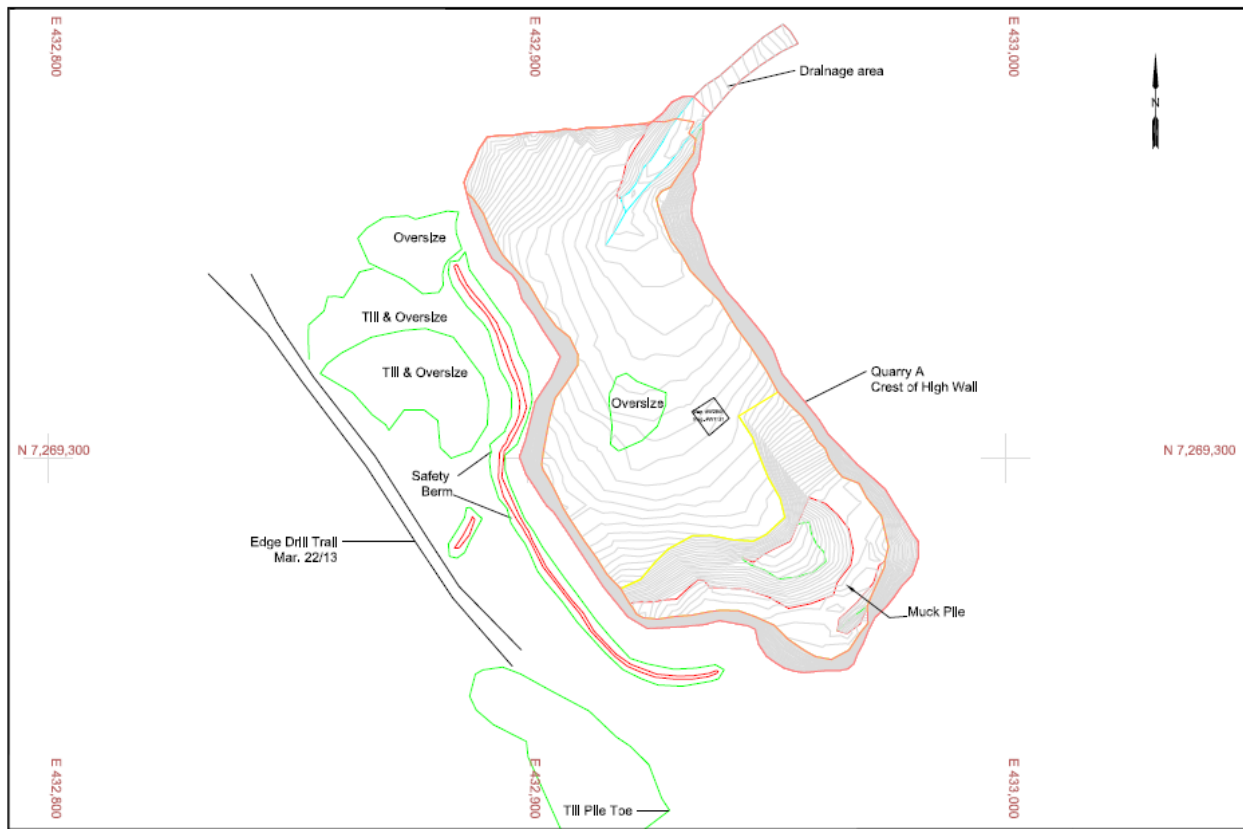 E 432,800
E 432,900
E 433,000
Drainage area
N
Oversize
Till & Oversize
Till & Oversize
Oversize
Quarry A
Crest of High Wall
N 7,269,300
N 7,269,300
Safety
Berm
Edge Drill Trail
Mar. 22/13
Muck Pile
E 432,800
E 432,900
E 433,000
Till Pile Toe